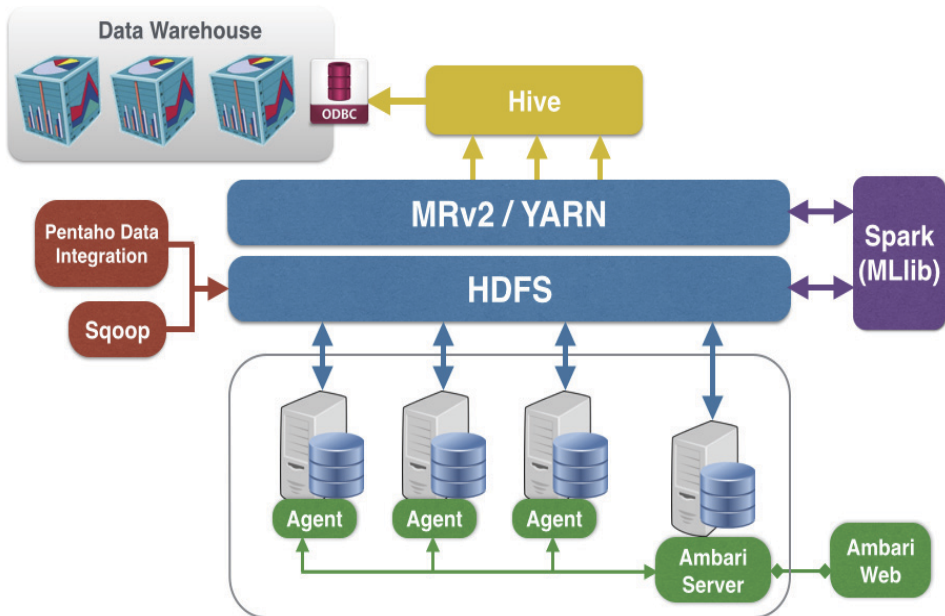 Data Warehouse
ODBC
Hive
MRv2 / YARN
Pentaho Data
Integration
Spark
(MLlib)
HDFS
Sqoop
Agent
Agent
Agent
Ambari
Server
Ambari
Web